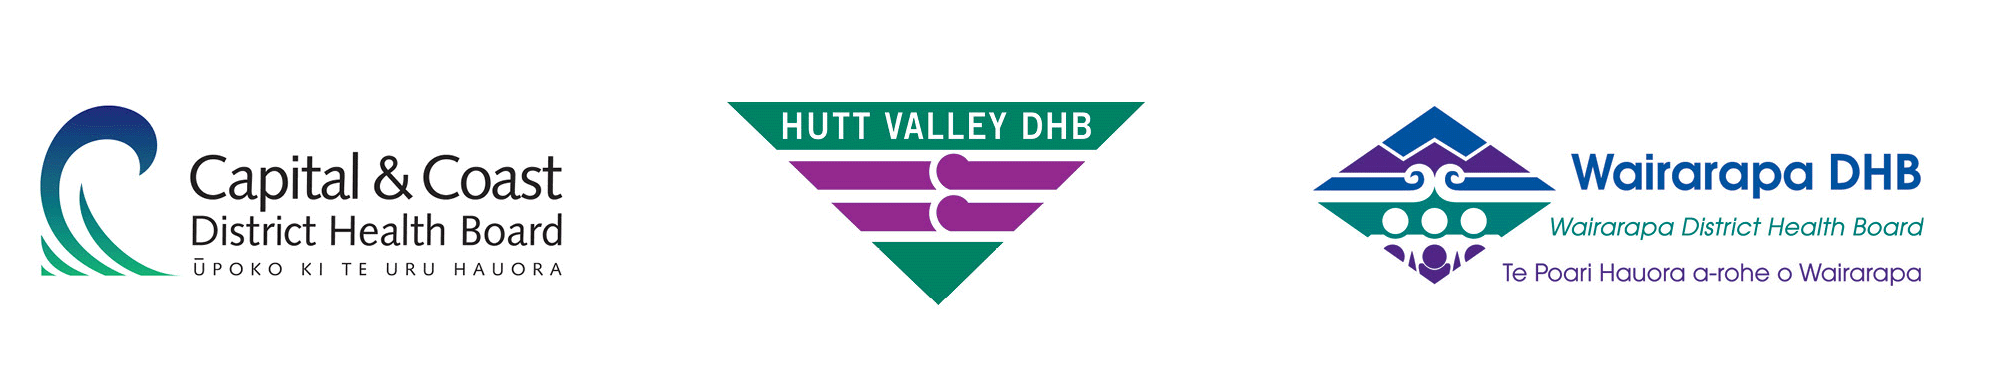 Capital & Coast
District Health Board
ŪPOKO KI TE URU HAUORA
HUTT VALLEY DHB
Wairarapa DHB
Wairarapa District Health Board
Te Poari Hauora a-rohe o Wairarapa